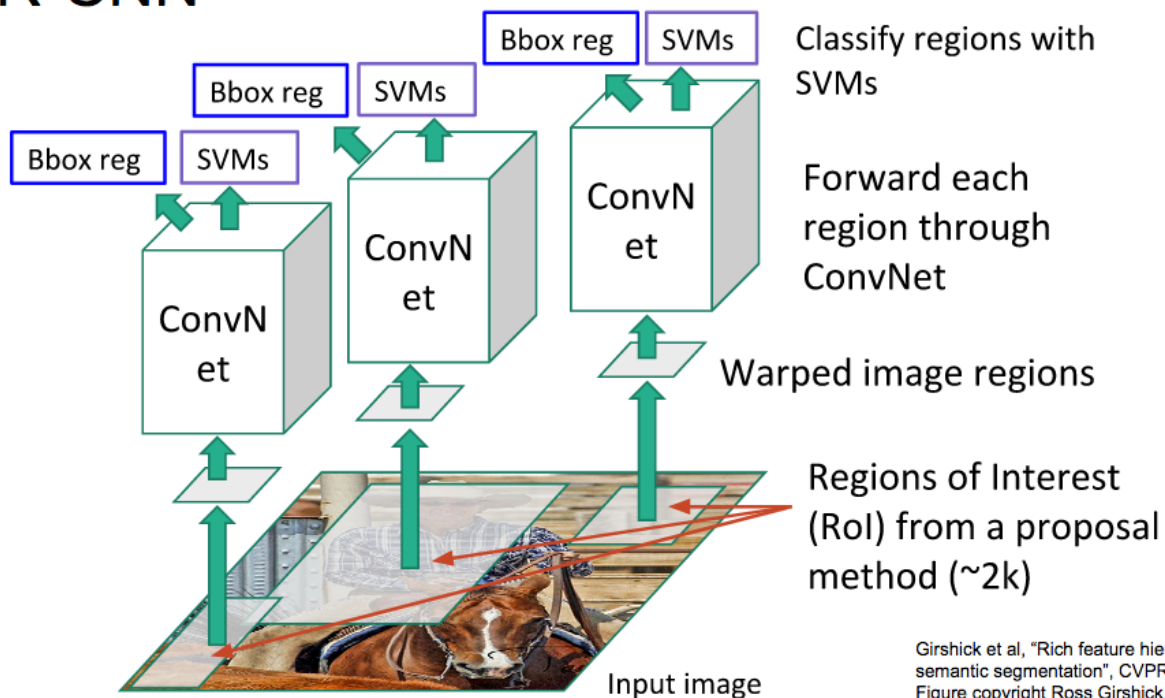 Bbox reg
SVMs
Classify regions with
SVMs
Bbox reg
SVMs
Bbox reg
SVMs
ConvN
et
Forward each
region through
ConvNet
ConvN
et
ConvN
et
Warped image regions
Regions of Interest
(RoI) from a proposal
method (~2k)
Input image
Girshick et al, "Rich feature
semantic segmentation", CVPR
Figure copyright Ross Girshick